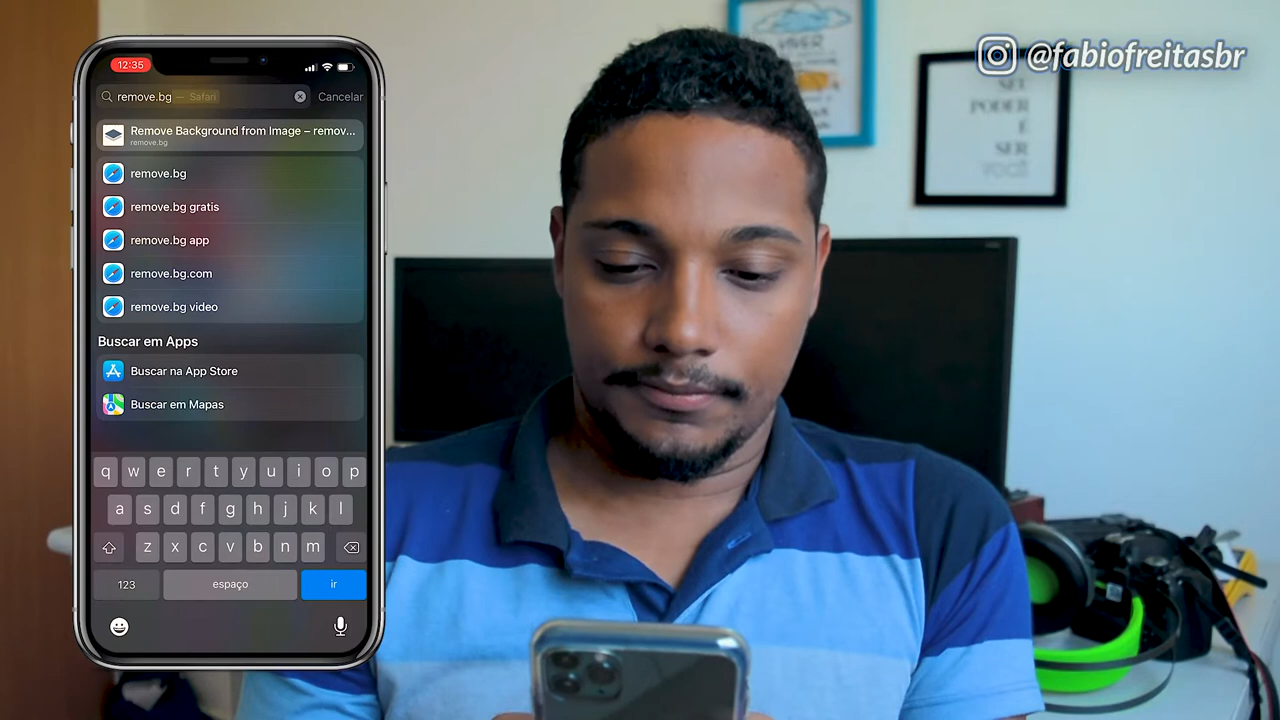 @fabiofreitasbr
12:35
remove.bg — Safari
Cancelar
Remove Background from Image – remov...
remove.bg
remove.bg
remove.bg gratis
remove.bg app
remove.bg.com
remove.bg video
Buscar em Apps
Buscar na App Store
Buscar em Mapas
q w e r t y u i o p
a s d f g h j k l
z x c v b n m
123 espaço ir
SEU
PODER
É
SER
VOCÊ